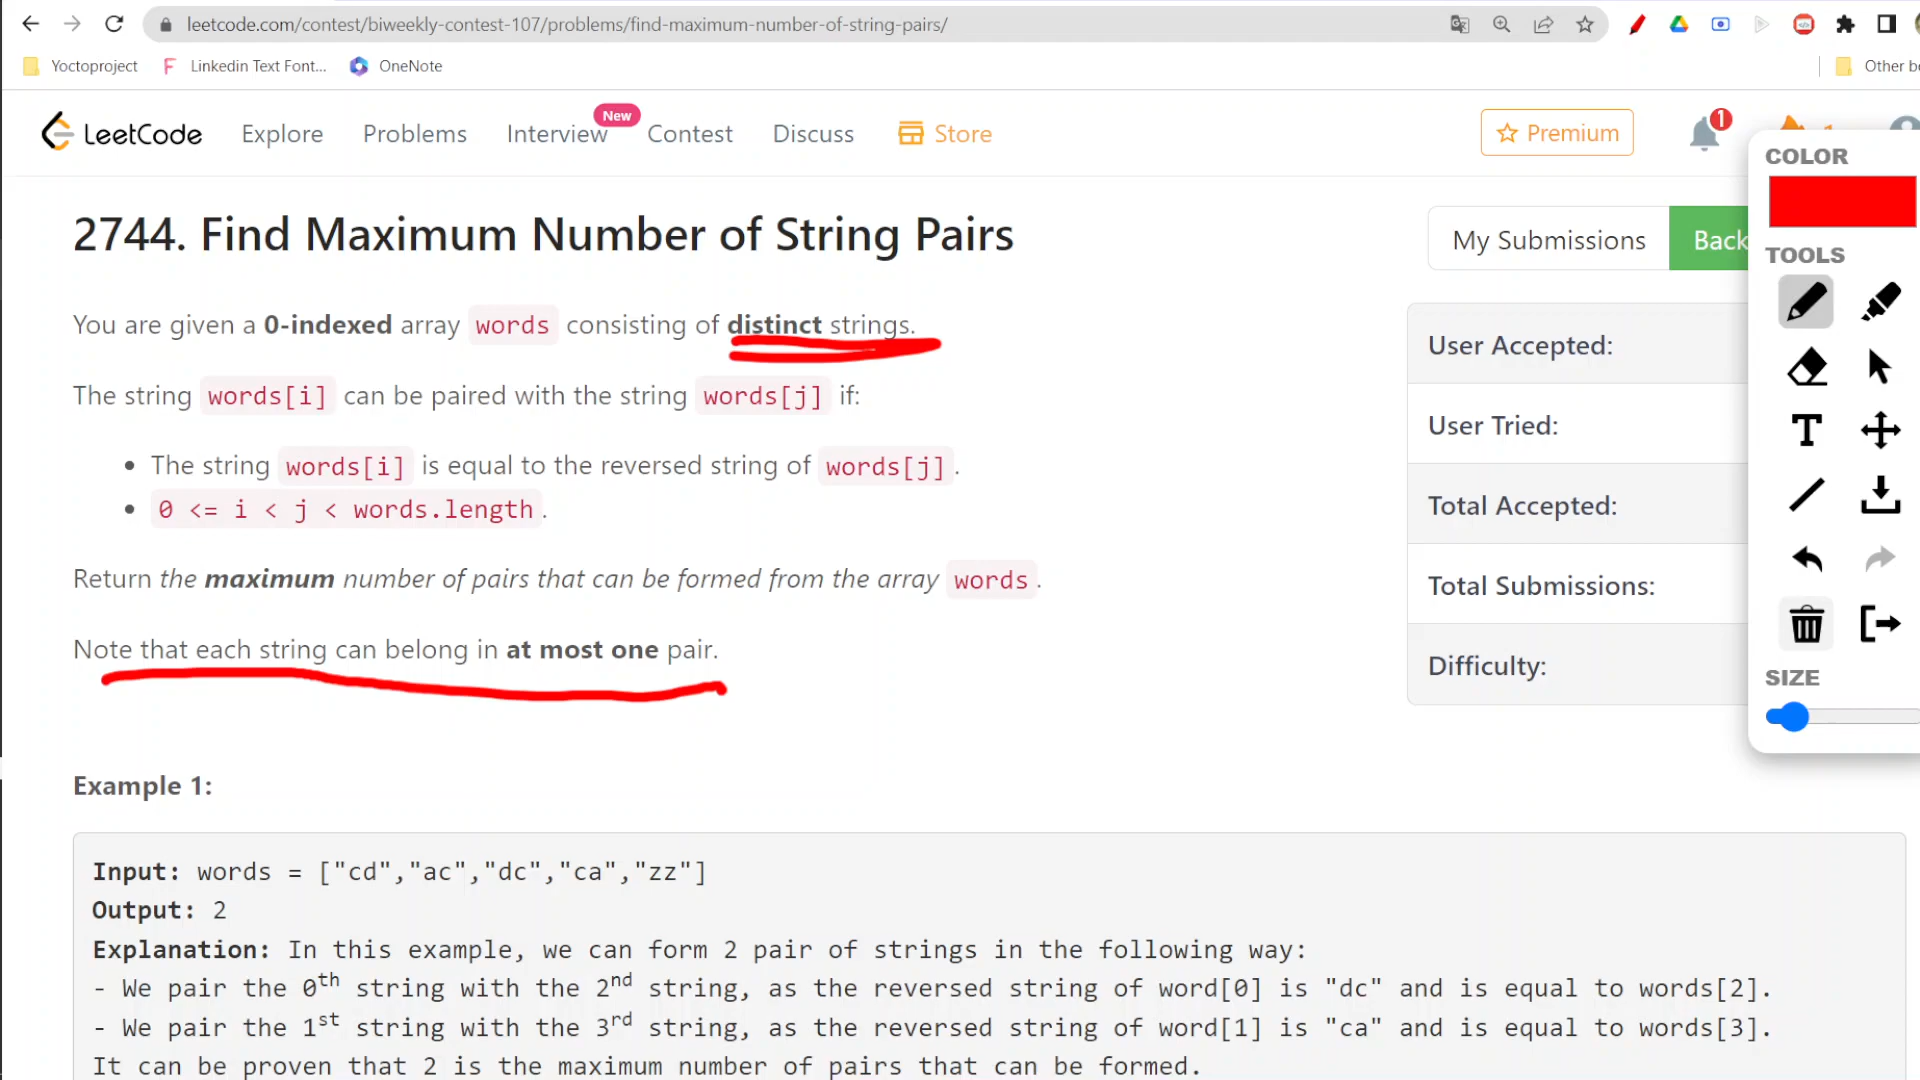 leetcode.com/contest/biweekly-contest-107/problems/find-maximum-number-of-string-pairs/
Yoctoproject Linkedin Text Font... OneNote Other be
LeetCode Explore Problems Interview New Contest Discuss Store Premium 1
2744. Find Maximum Number of String Pairs
My Submissions Back
You are given a 0-indexed array words consisting of distinct strings.
The string words[i] can be paired with the string words[j] if:
• The string words[i] is equal to the reversed string of words[j].
• 0 <= i < j < words.length.
Return the maximum number of pairs that can be formed from the array words.
Note that each string can belong in at most one pair.
User Accepted:
User Tried:
Total Accepted:
Total Submissions:
Difficulty:
COLOR
TOOLS
T
SIZE
Example 1:
Input: words = ["cd","ac","dc","ca","zz"]
Output: 2
Explanation: In this example, we can form 2 pair of strings in the following way:
- We pair the 0th string with the 2nd string, as the reversed string of word[0] is "dc" and is equal to words[2].
- We pair the 1st string with the 3rd string, as the reversed string of word[1] is "ca" and is equal to words[3].
It can be proven that 2 is the maximum number of pairs that can be formed.